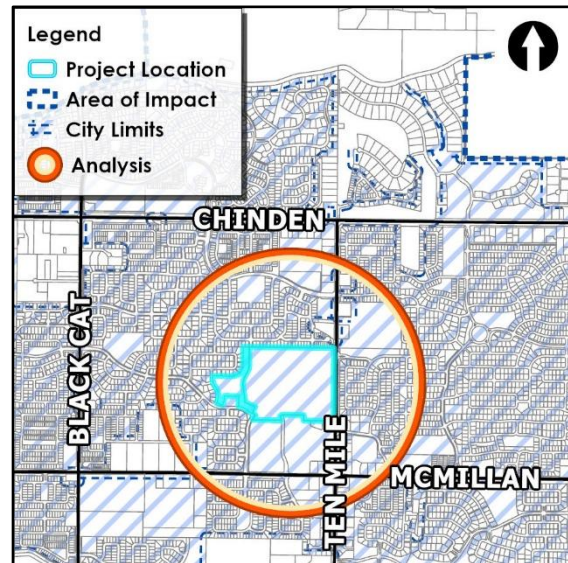 Legend
Project Location
Area of Impact
City Limits
Analysis
CHINDEN
BLACK CAT
TEN MILE
MCMILLAN